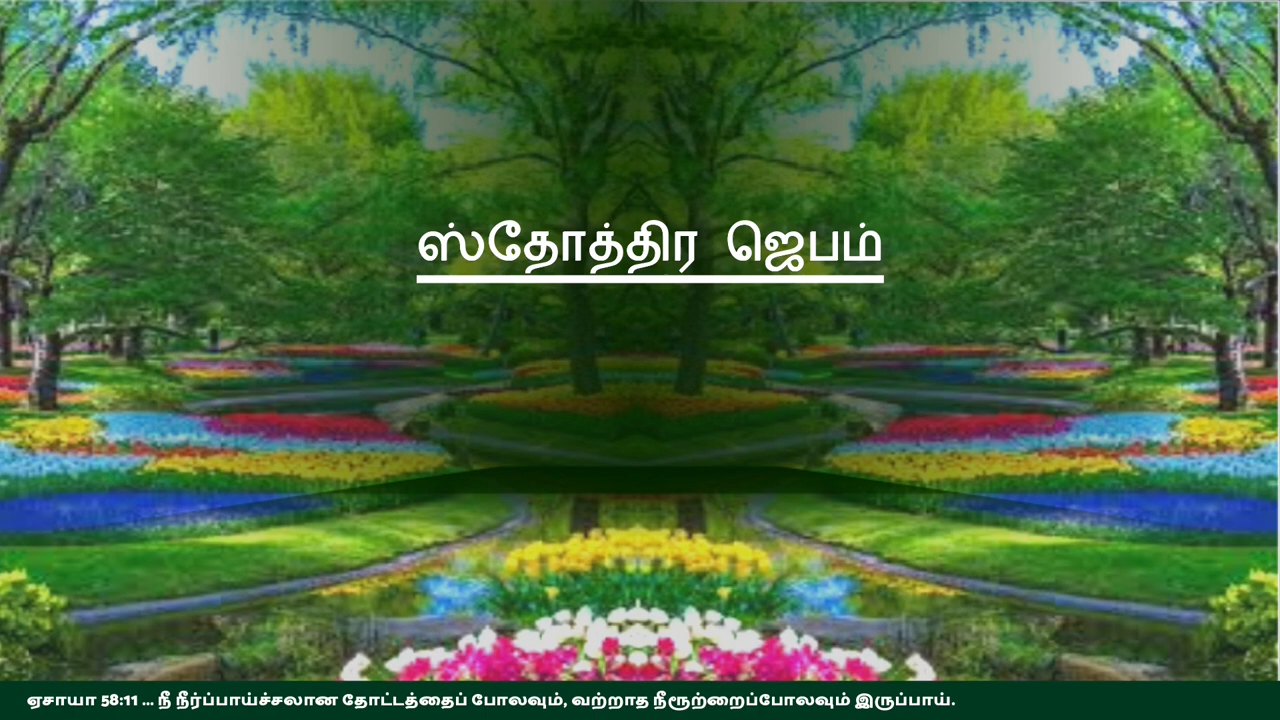 ஸ்தோத்திர ஜெபம்
ஏசாயா 58:11 ... நீ நீர்ப்பாய்ச்சலான தோட்டத்தைப் போலவும், வற்றாத நீரூற்றைப்போலவும் இருப்பாய்.